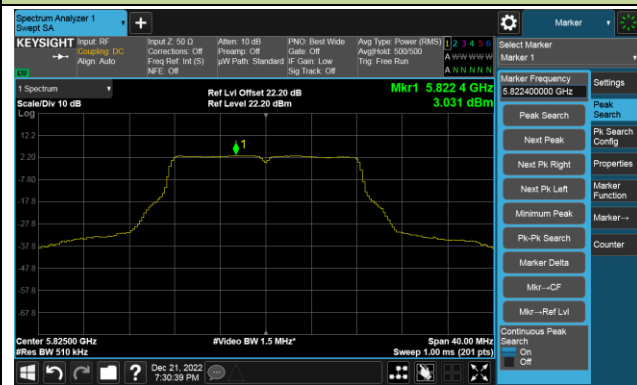 Spectrum Analyzer 1
Swept SA
+
Marker
KEYSIGHT
Input: RF
Coupling: DC
Align: Auto
Input Z: 50 Ω
Corrections: Off
Freq Ref: Int (S)
NFE: Off
Atten: 10 dB
Preamp: Off
µW Path: Standard
PNO: Best Wide
Gate: Off
IF Gain: Low
Sig Track: Off
Avg Type: Power (RMS)
Avg|Hold: 500/500
Trig: Free Run
1 2 3 4 5 6
A W W W W W
A N N N N N
LXI
Select Marker
Marker 1
1 Spectrum
Scale/Div 10 dB
Log
Ref Lvl Offset 22.20 dB
Ref Level 22.20 dBm
Mkr1 5.822 4 GHz
3.031 dBm
12.2
2.20
-7.80
-17.8
-27.8
-37.8
-47.8
-57.8
-67.8
1
Center 5.82500 GHz
#Res BW 510 kHz
#Video BW 1.5 MHz*
Span 40.00 MHz
Sweep 1.00 ms (201 pts)
Marker Frequency
5.822400000 GHz
Peak Search
Next Peak
Next Pk Right
Next Pk Left
Minimum Peak
Pk-Pk Search
Marker Delta
Mkr→CF
Mkr→Ref Lvl
Continuous Peak
Search
On
Off
Settings
Peak
Search
Pk Search
Config
Properties
Marker
Function
Marker→
Counter
?
Dec 21, 2022
7:30:39 PM